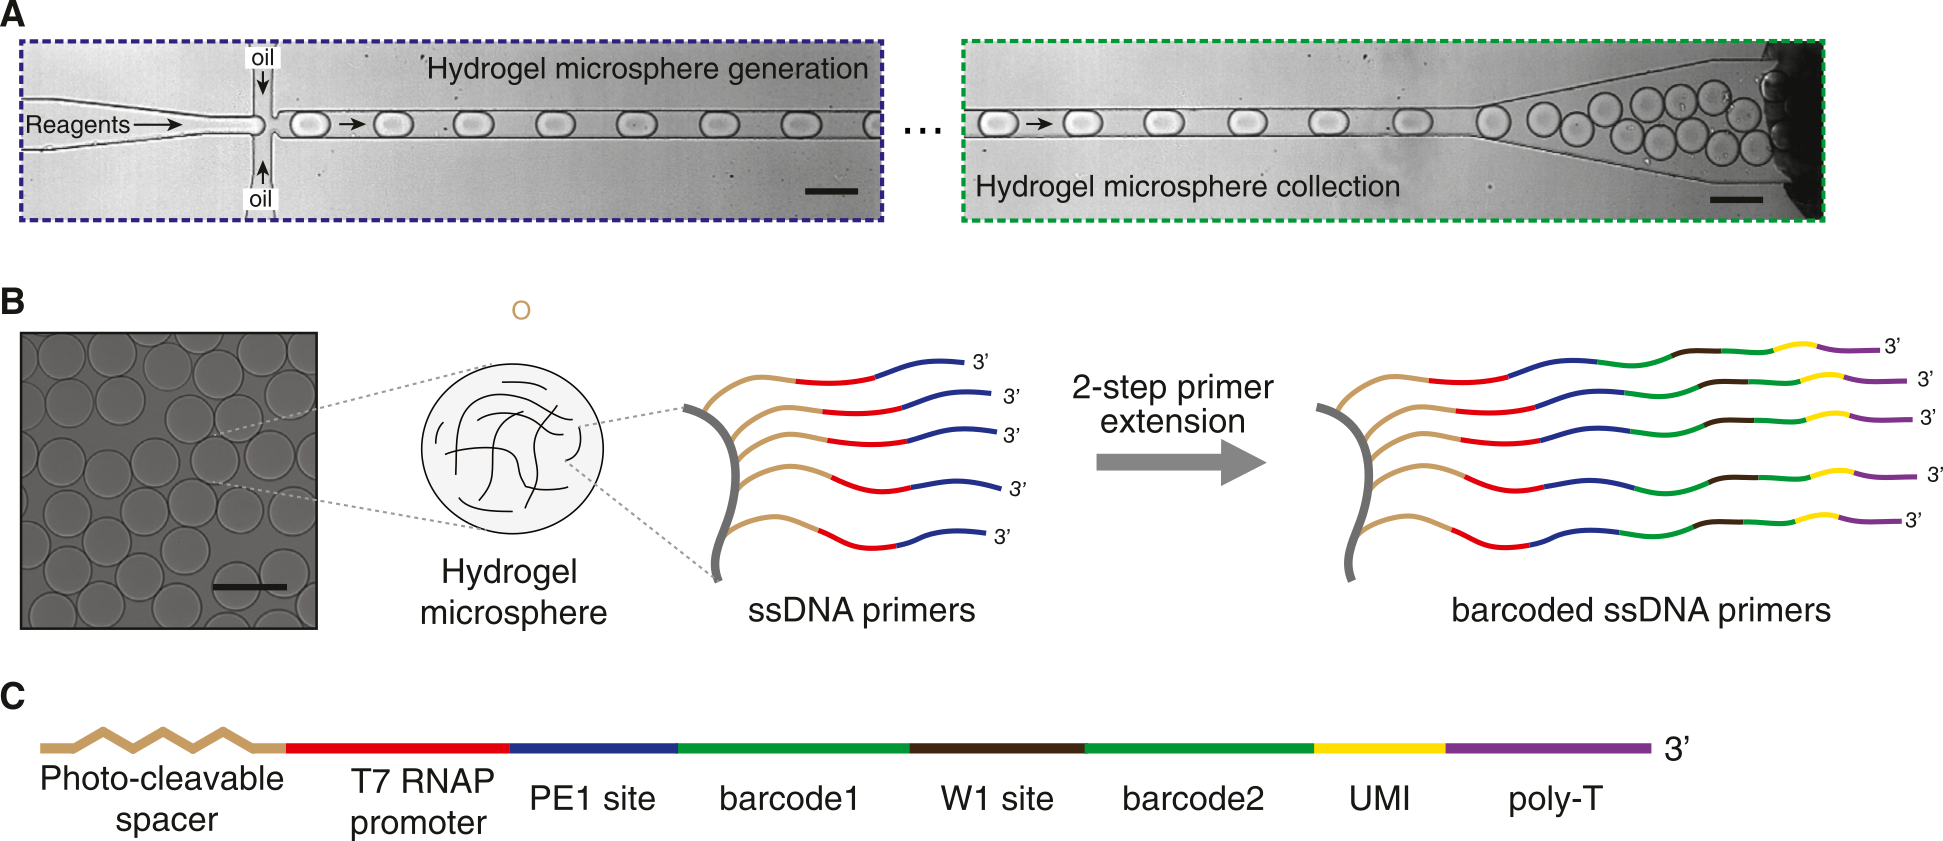 A
oil
Hydrogel microsphere generation
Reagents
oil
...
Hydrogel microsphere collection
B
O
3’
3’
3’
3’
3’
Hydrogel
microsphere
ssDNA primers
2-step primer
extension
3’
3’
3’
3’
3’
barcoded ssDNA primers
C
3’
Photo-cleavable
spacer
T7 RNAP
promoter
PE1 site
barcode1
W1 site
barcode2
UMI
poly-T